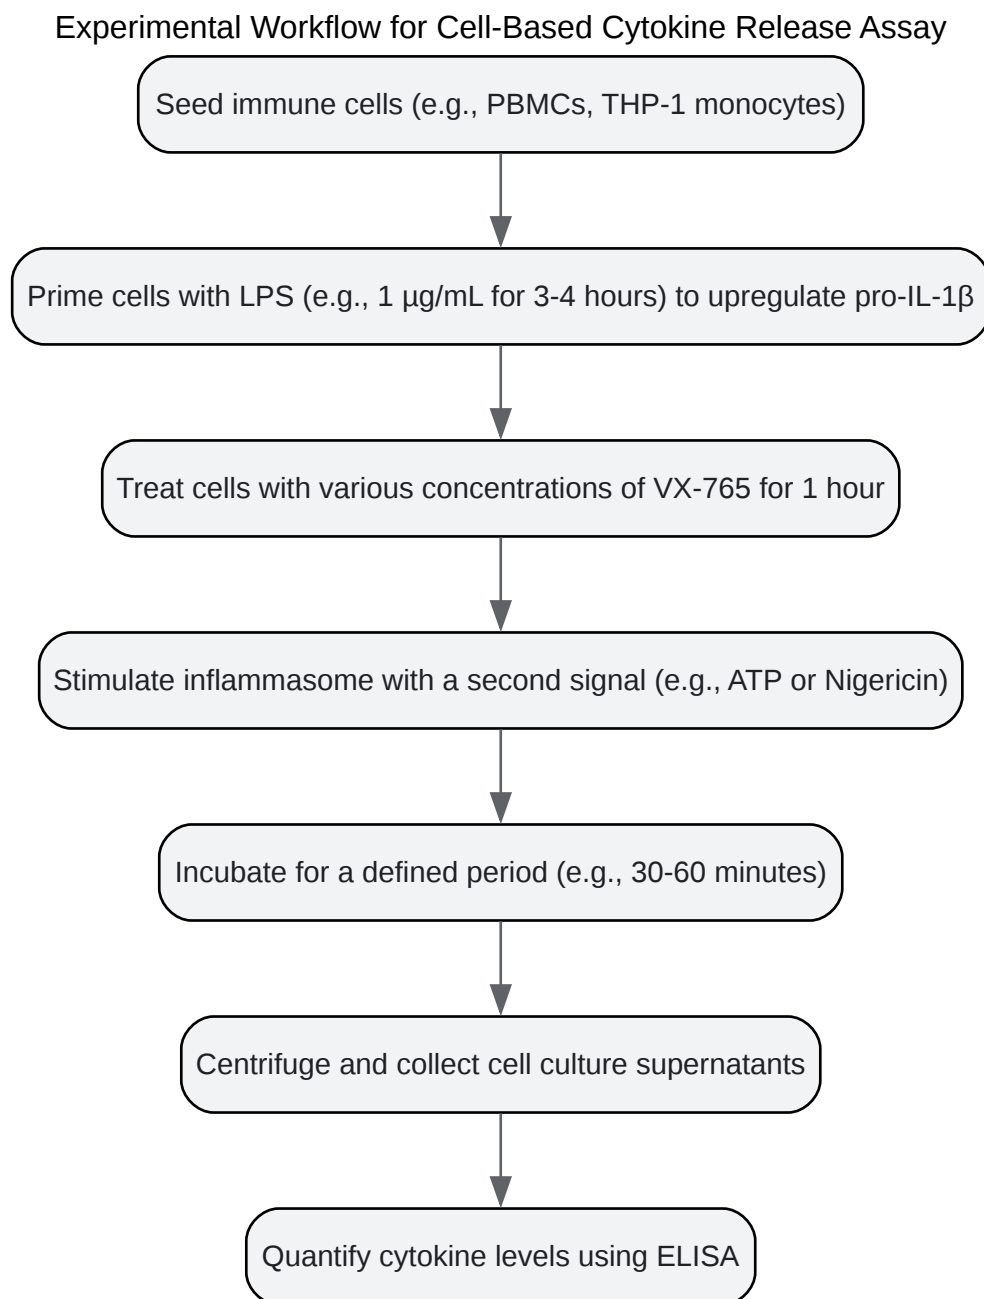 Experimental Workflow for Cell-Based Cytokine Release Assay
Seed immune cells (e.g., PBMCs, THP-1 monocytes)
Prime cells with LPS (e.g., 1 µg/mL for 3-4 hours) to upregulate pro-IL-1β
Treat cells with various concentrations of VX-765 for 1 hour
Stimulate inflammasome with a second signal (e.g., ATP or Nigericin)
Incubate for a defined period (e.g., 30-60 minutes)
Centrifuge and collect cell culture supernatants
Quantify cytokine levels using ELISA